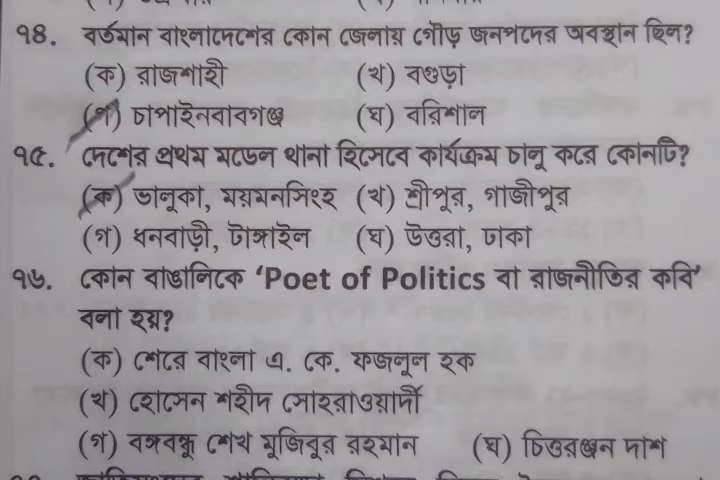 ৭৪. বর্তমান বাংলাদেশের কোন জেলায় গৌড় জনপদের অবস্থান ছিল?
(ক) রাজশাহী (খ) বগুড়া
(গ) চাপাইনবাবগঞ্জ (ঘ) বরিশাল
৭৫. দেশের প্রথম মডেল থানা হিসেবে কার্যক্রম চালু করে কোনটি?
(ক) ভালুকা, ময়মনসিংহ (খ) শ্রীপুর, গাজীপুর
(গ) ধনবাড়ী, টাঙ্গাইল (ঘ) উত্তরা, ঢাকা
৭৬. কোন বাঙালিকে ‘Poet of Politics বা রাজনীতির কবি’
বলা হয়?
(ক) শেরে বাংলা এ. কে. ফজলুল হক
(খ) হোসেন শহীদ সোহরাওয়ার্দী
(গ) বঙ্গবন্ধু শেখ মুজিবুর রহমান (ঘ) চিত্তরঞ্জন দাশ